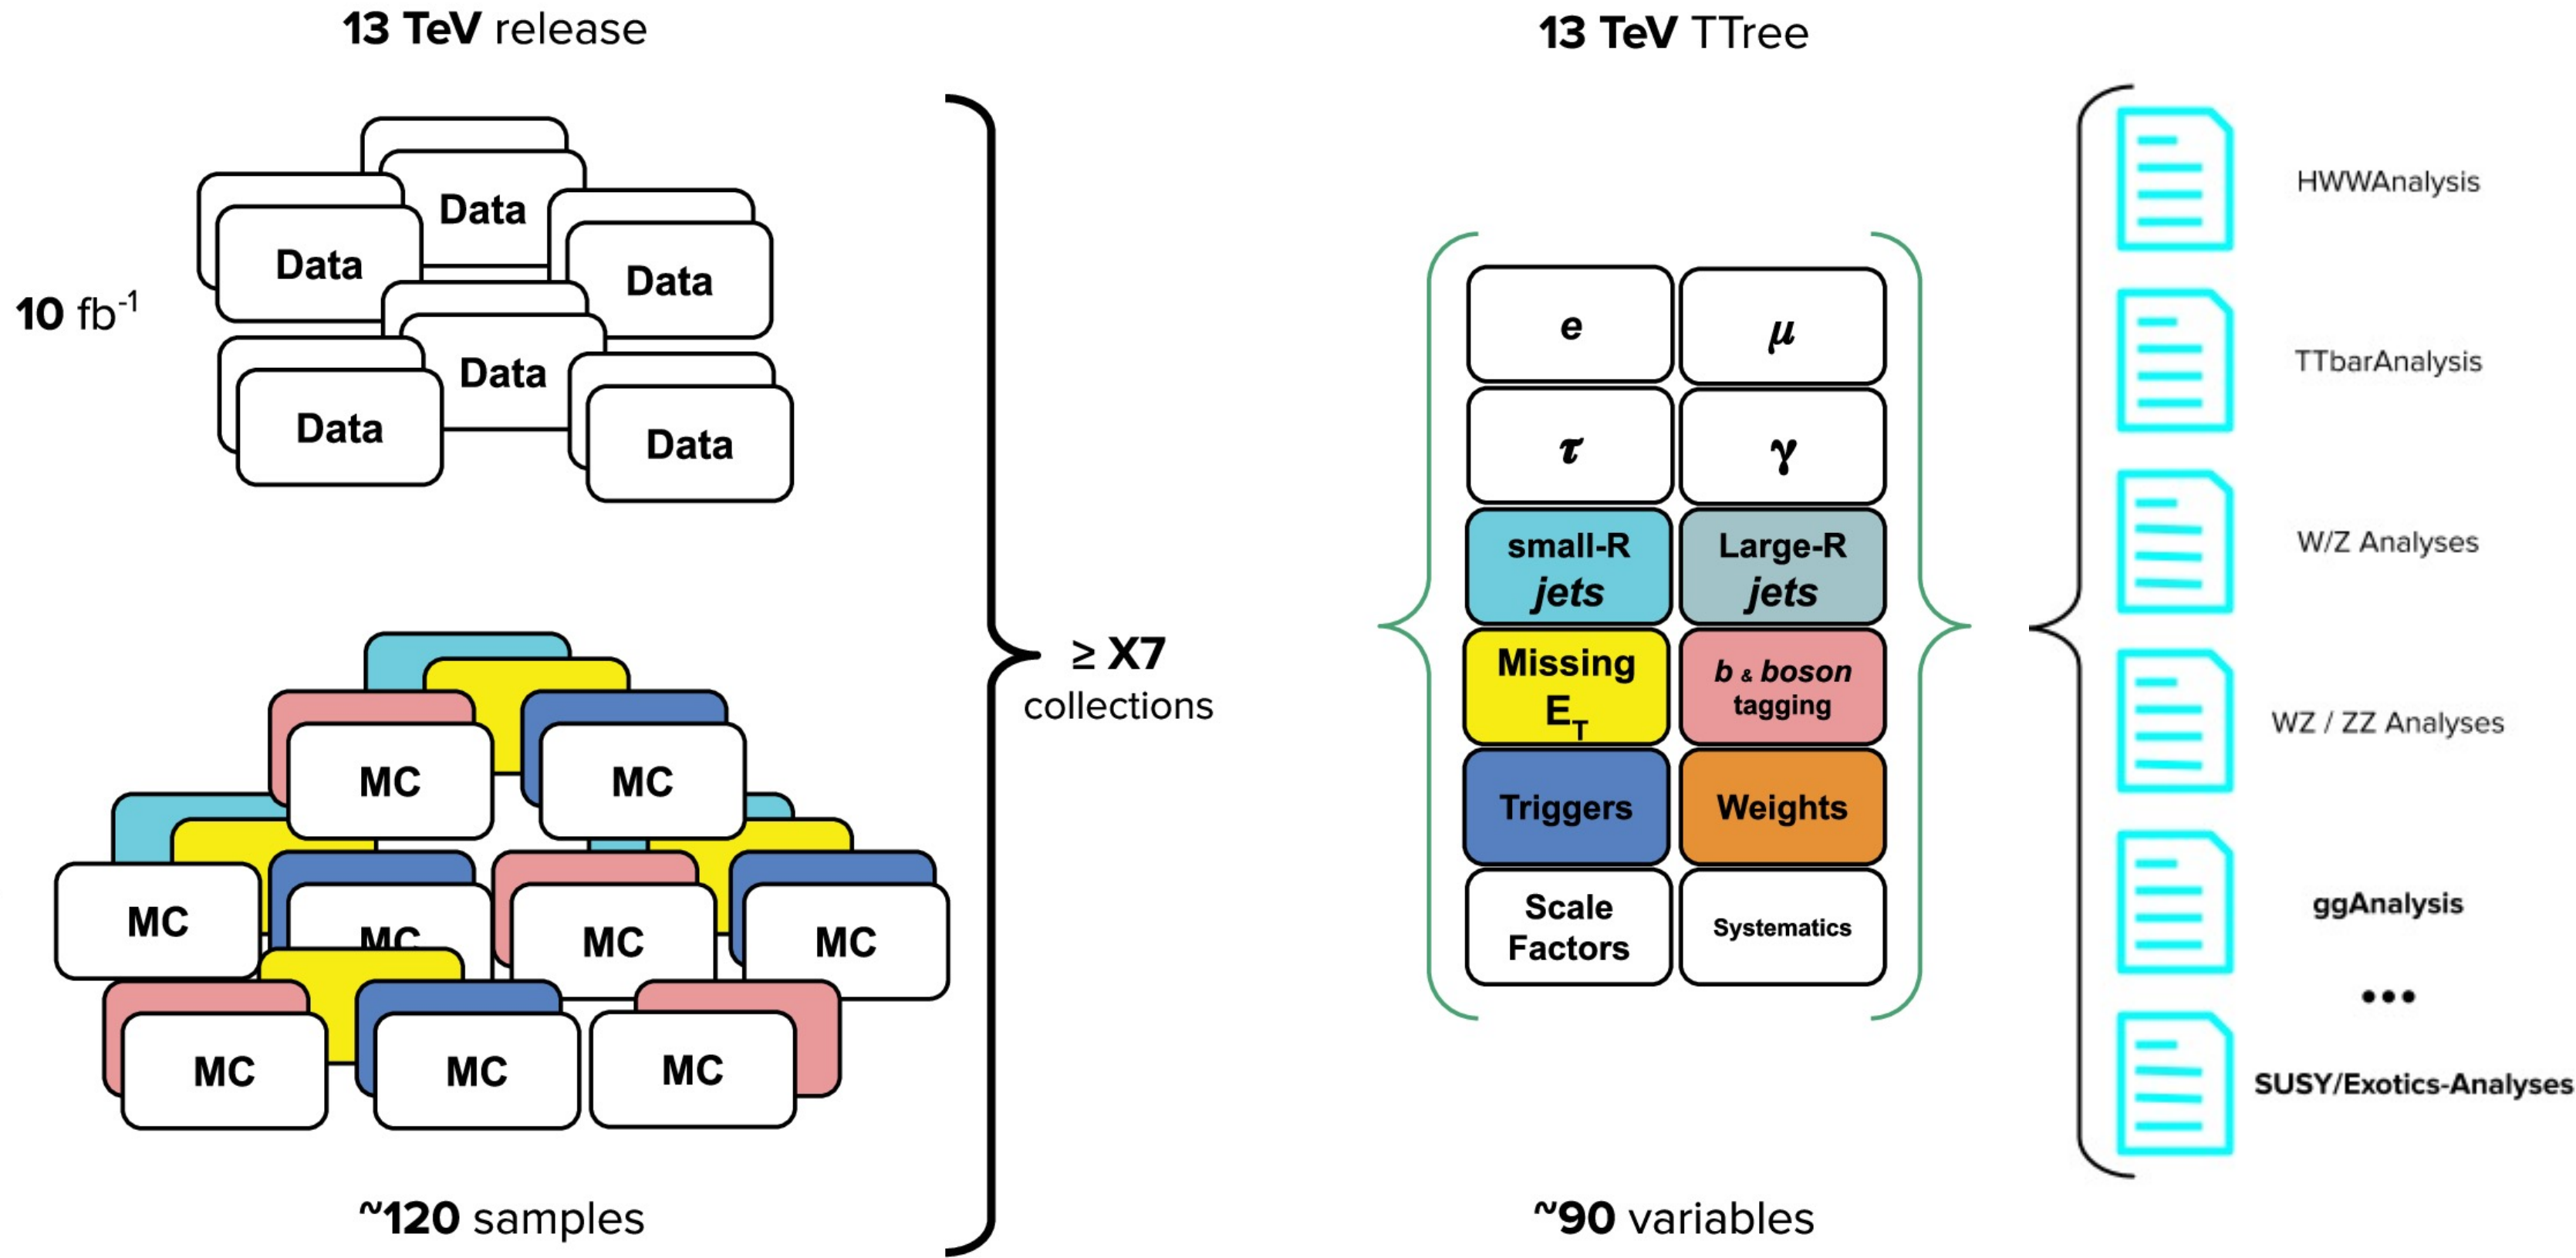 13 TeV release
Data
Data
Data
10 fb-1
Data
Data
Data
MC
MC
MC
MC
MC
MC
MC
MC
MC
~120 samples
≥ X7
collections
13 TeV TTree
e
μ
τ
γ
small-R
jets
Large-R
jets
Missing
ET
b & boson
tagging
Triggers
Weights
Scale
Factors
Systematics
~90 variables
HWWAnalysis
TTbarAnalysis
W/Z Analyses
WZ / ZZ Analyses
ggAnalysis
•••
SUSY/Exotics-Analyses